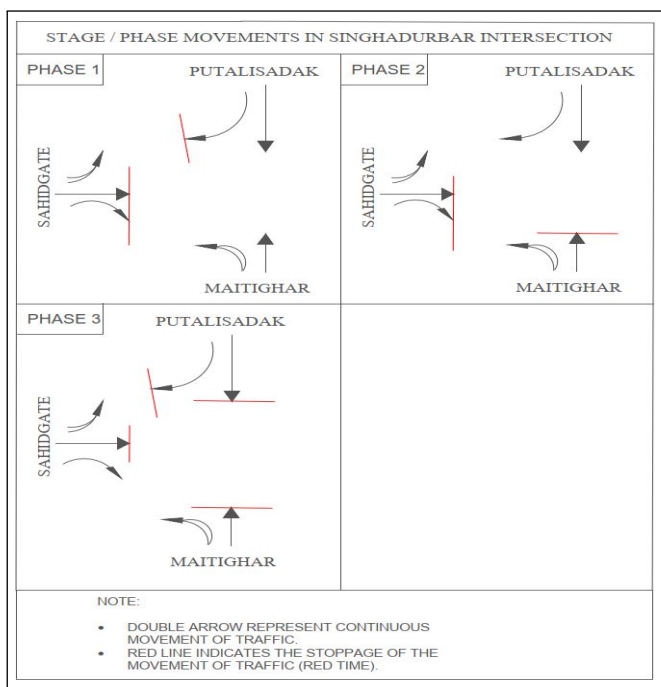 STAGE / PHASE MOVEMENTS IN SINGHADURBAR INTERSECTION
PHASE 1
PUTALISADAK
SAHIDGATE
MAITIGHAR
PHASE 2
PUTALISADAK
SAHIDGATE
MAITIGHAR
PHASE 3
PUTALISADAK
SAHIDGATE
MAITIGHAR
NOTE:
• DOUBLE ARROW REPRESENT CONTINUOUS
MOVEMENT OF TRAFFIC.
• RED LINE INDICATES THE STOPPAGE OF THE
MOVEMENT OF TRAFFIC (RED TIME).